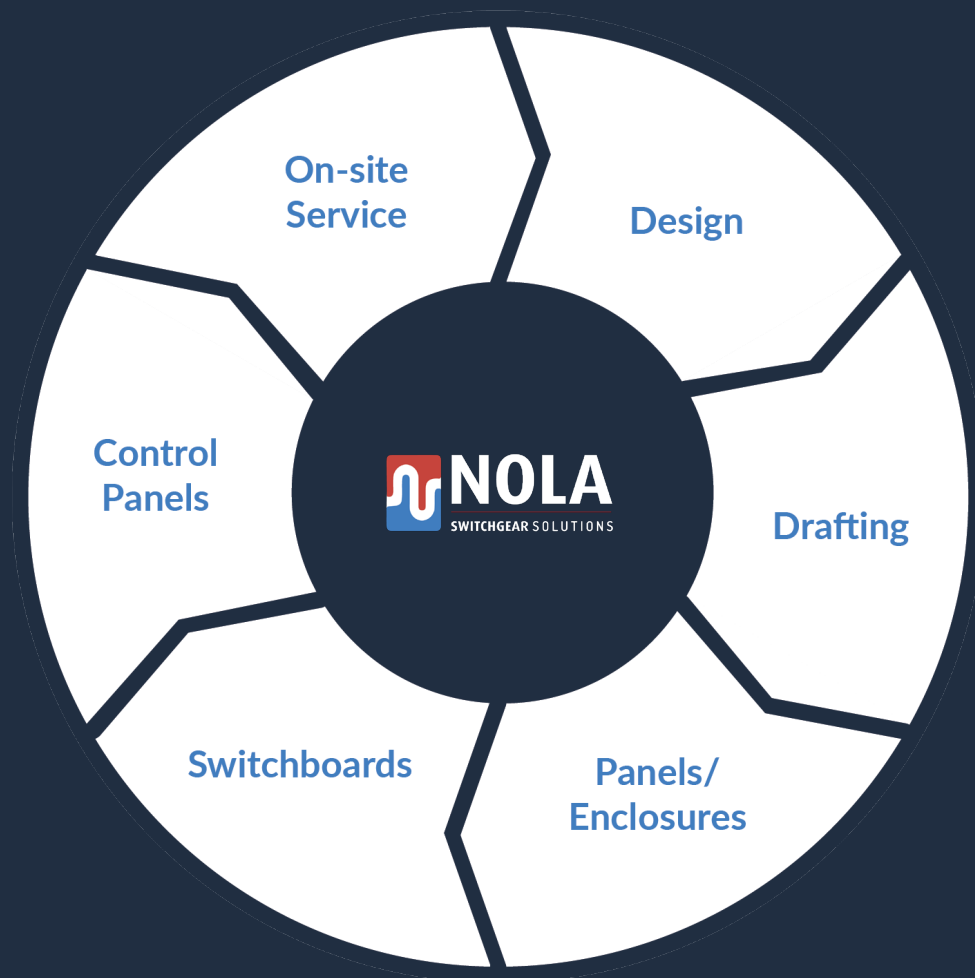 On-site
Service
Design
Control
Panels
NOLA
SWITCHGEAR SOLUTIONS
Drafting
Switchboards
Panels/
Enclosures